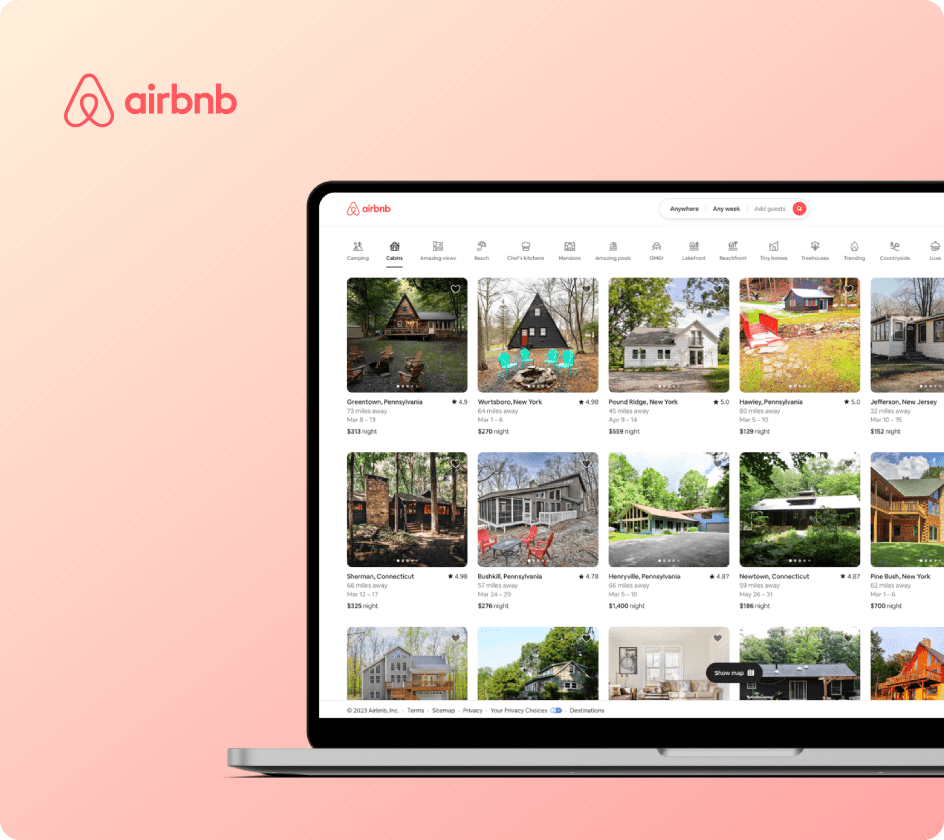 airbnb
airbnb
Anywhere Any week Add guests
Camping Cabins Amazing views Beach Chef's kitchens Mansions Amazing pools OMG! Lakefront Beachfront Tiny homes Treehouses Trending Countryside Luxe
Greentown, Pennsylvania ★ 4.9
73 miles away
Mar 8 – 13
$313 night
Wurtsboro, New York ★ 4.98
64 miles away
Mar 1 – 6
$270 night
Pound Ridge, New York ★ 5.0
45 miles away
Apr 9 – 14
$559 night
Hawley, Pennsylvania ★ 5.0
80 miles away
Mar 5 – 10
$139 night
Jefferson, New Jersey
32 miles away
Mar 10 – 15
$152 night
Sherman, Connecticut ★ 4.98
66 miles away
Mar 12 – 17
$325 night
Bushkill, Pennsylvania ★ 4.78
57 miles away
Mar 24 – 29
$276 night
Henryville, Pennsylvania ★ 4.87
66 miles away
Mar 5 – 10
$1,400 night
Newtown, Connecticut ★ 4.87
59 miles away
May 26 – 31
$186 night
Pine Bush, New York
62 miles away
Mar 1 – 6
$700 night
Show map
© 2023 Airbnb, Inc. · Terms · Sitemap · Privacy · Your Privacy Choices · Destinations